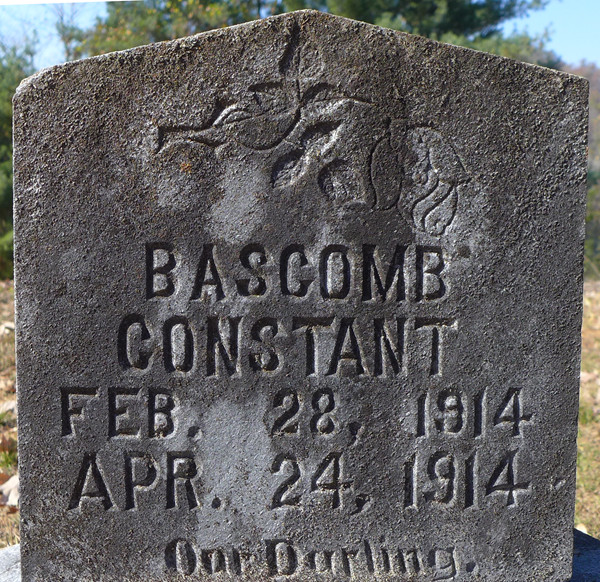 BASCOMB
CONSTANT
FEB. 28, 1914
APR. 24, 1914
Our Darling.